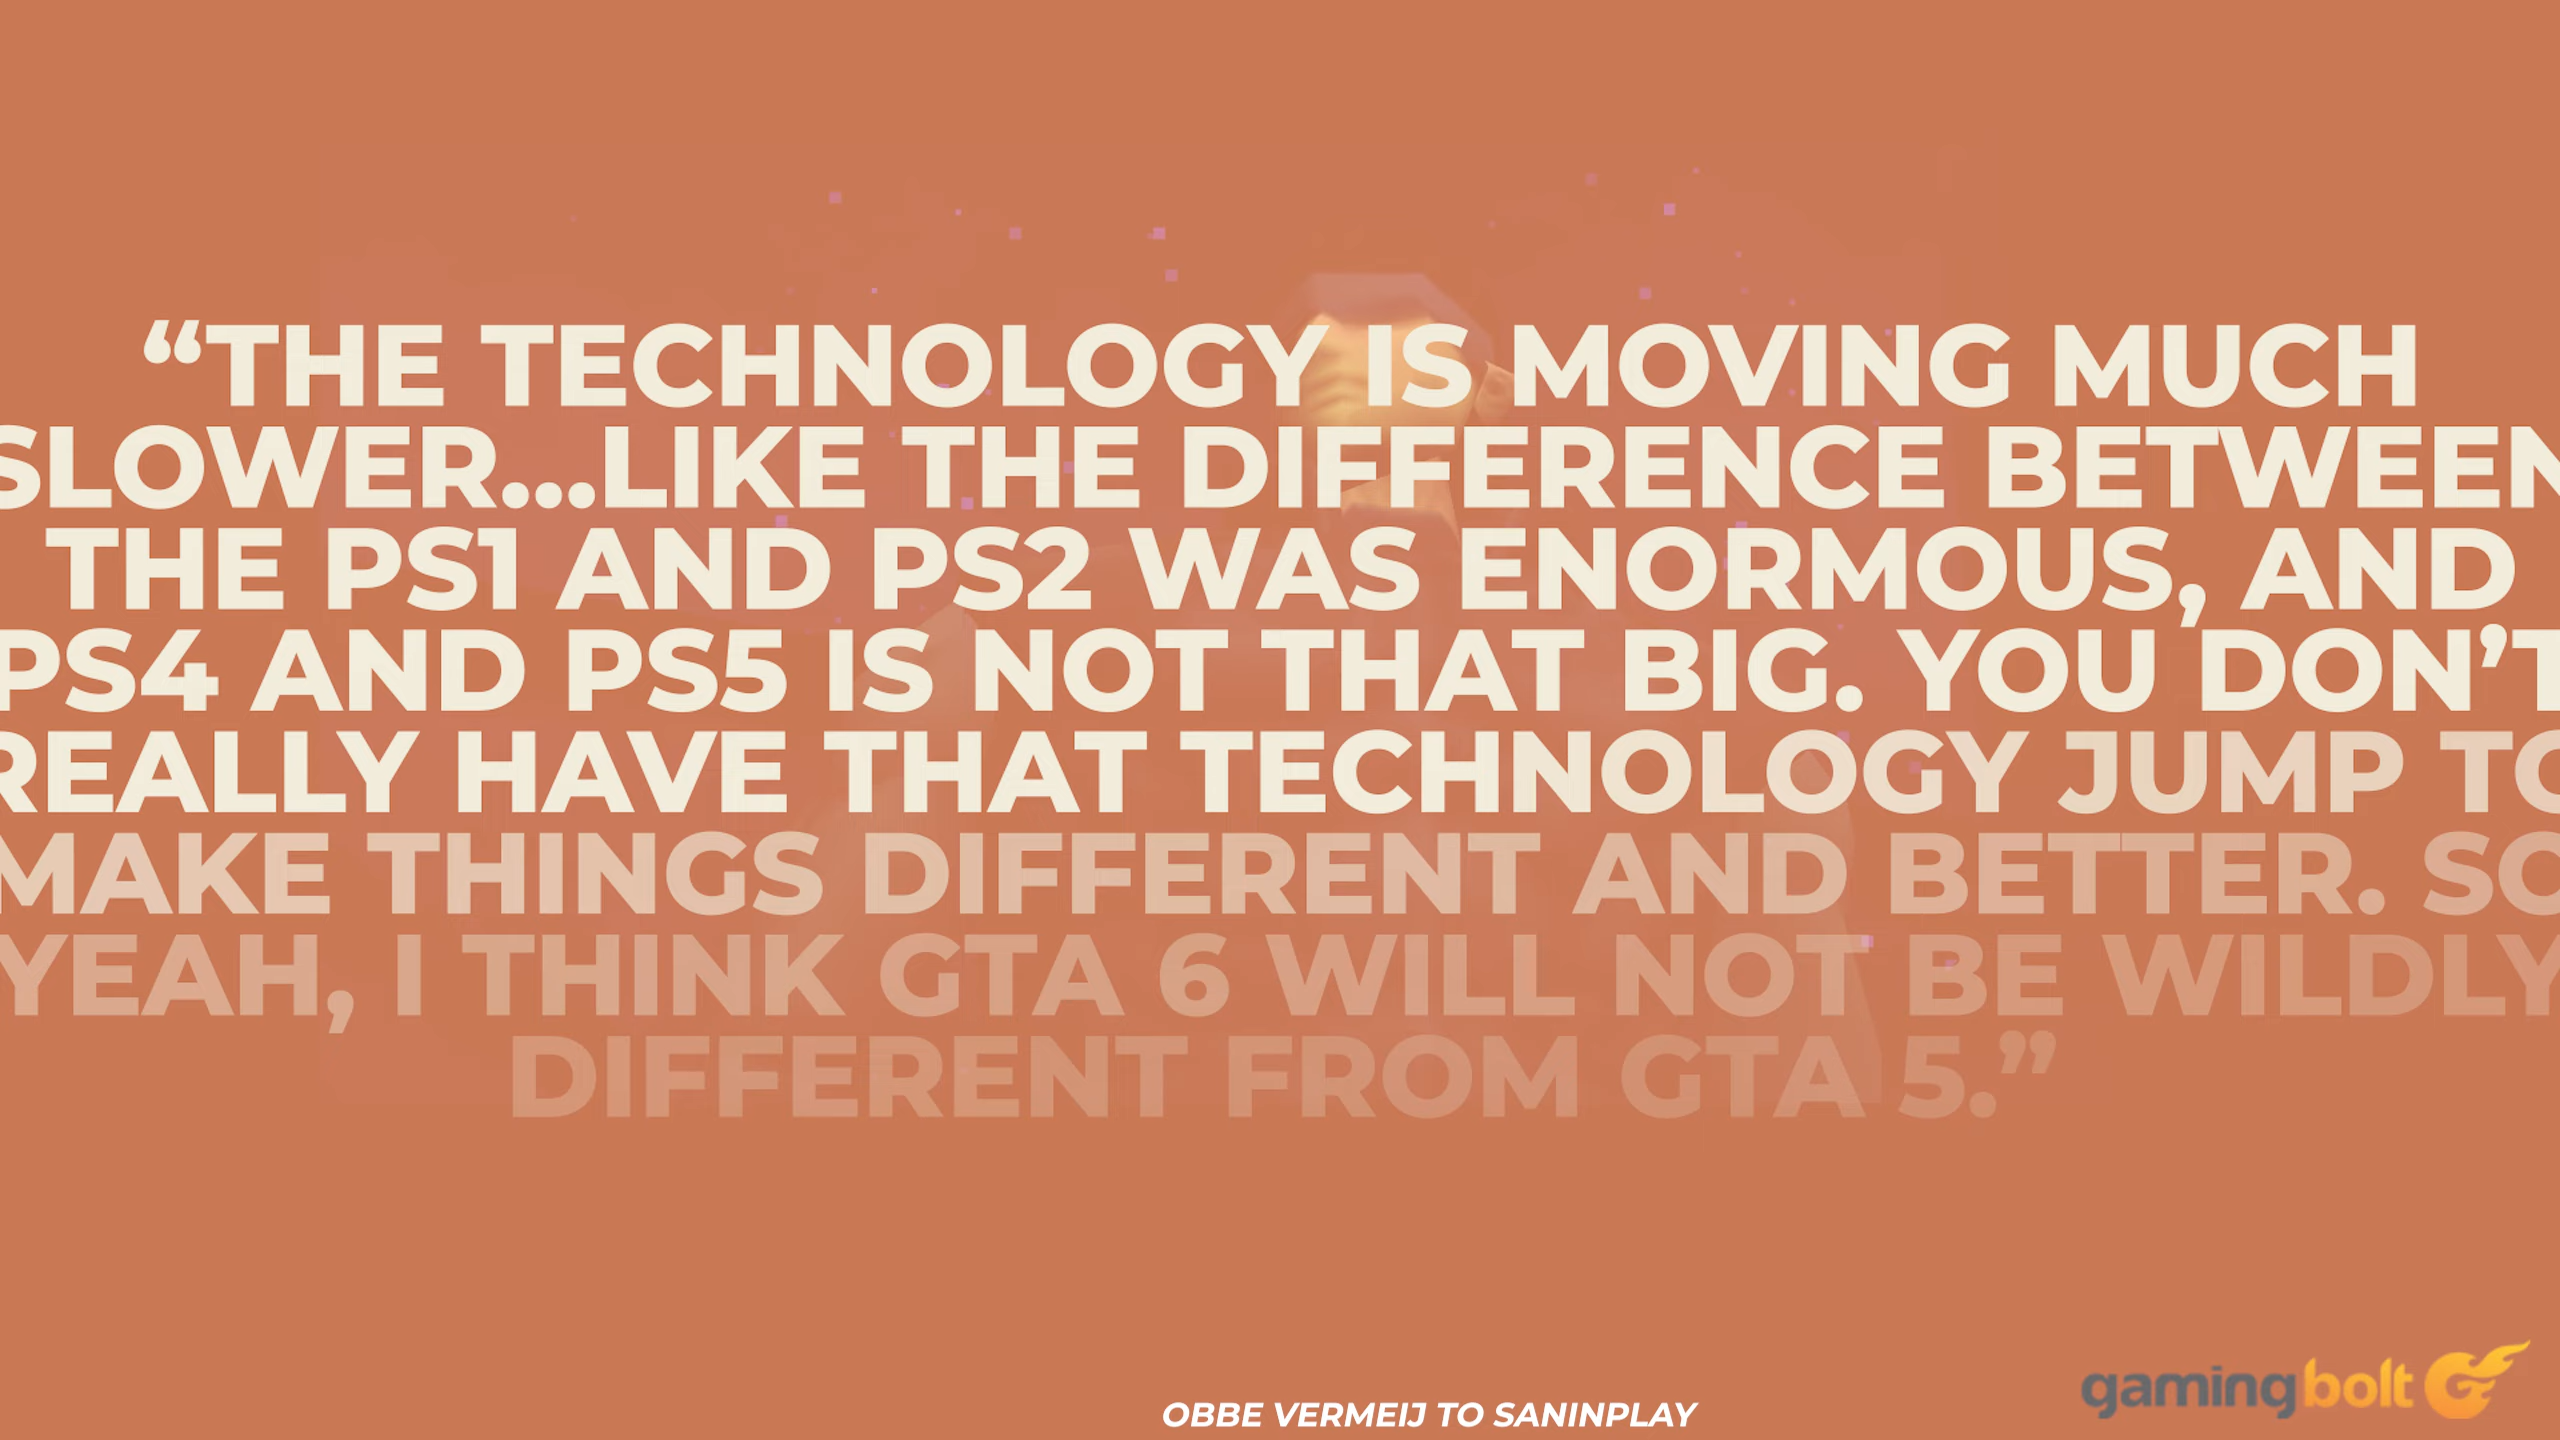 “THE TECHNOLOGY IS MOVING MUCH
SLOWER...LIKE THE DIFFERENCE BETWEEN
THE PS1 AND PS2 WAS ENORMOUS, AND
PS4 AND PS5 IS NOT THAT BIG. YOU DON’T
REALLY HAVE THAT TECHNOLOGY JUMP TO
MAKE THINGS DIFFERENT AND BETTER. SO
YEAH, I THINK GTA 6 WILL NOT BE WILDLY
DIFFERENT FROM GTA 5.”
OBBE VERMEIJ TO SANINPLAY
gamingbolt